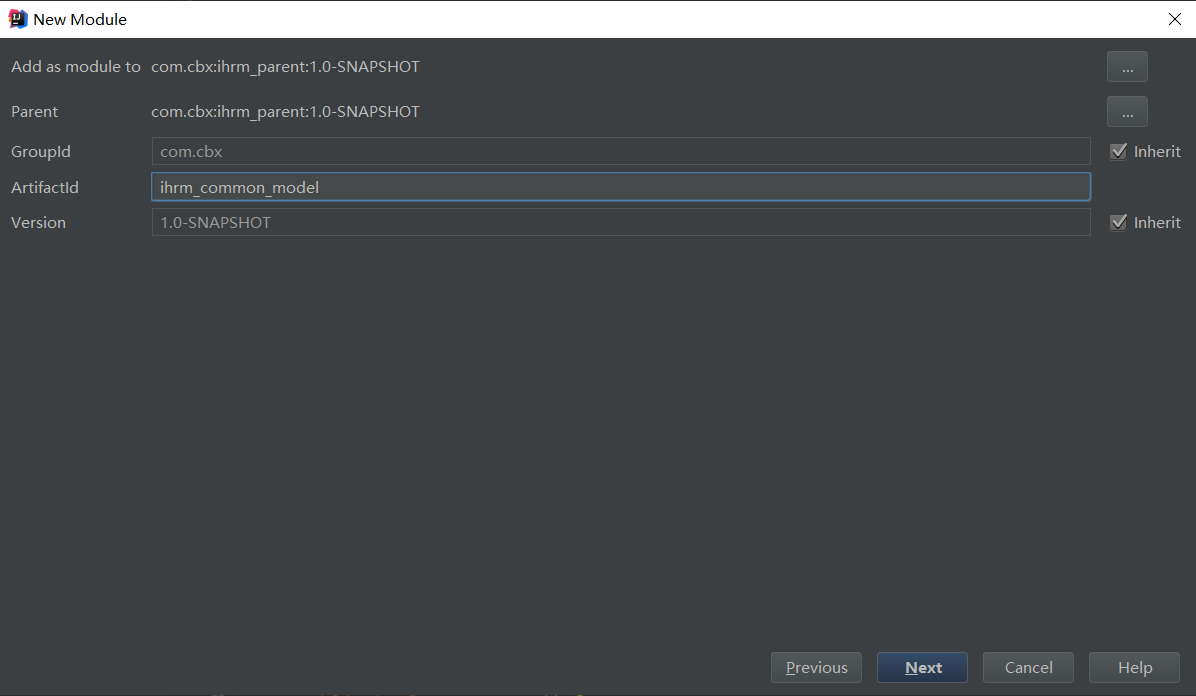 New Module
Add as module to com.cbx:ihrm_parent:1.0-SNAPSHOT ...
Parent com.cbx:ihrm_parent:1.0-SNAPSHOT ...
GroupId com.cbx Inherit
ArtifactId ihrm_common_model
Version 1.0-SNAPSHOT Inherit
Previous Next Cancel Help